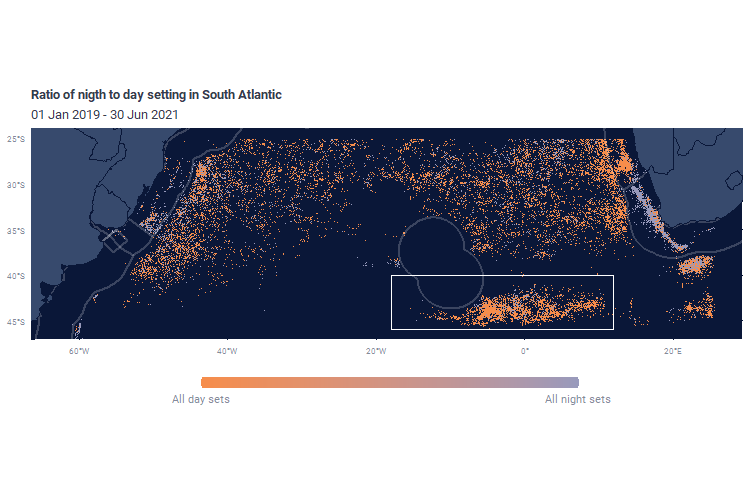 Ratio of nigth to day setting in South Atlantic
01 Jan 2019 - 30 Jun 2021
25°S
30°S
35°S
40°S
45°S
60°W 40°W 20°W 0° 20°E
All day sets All night sets